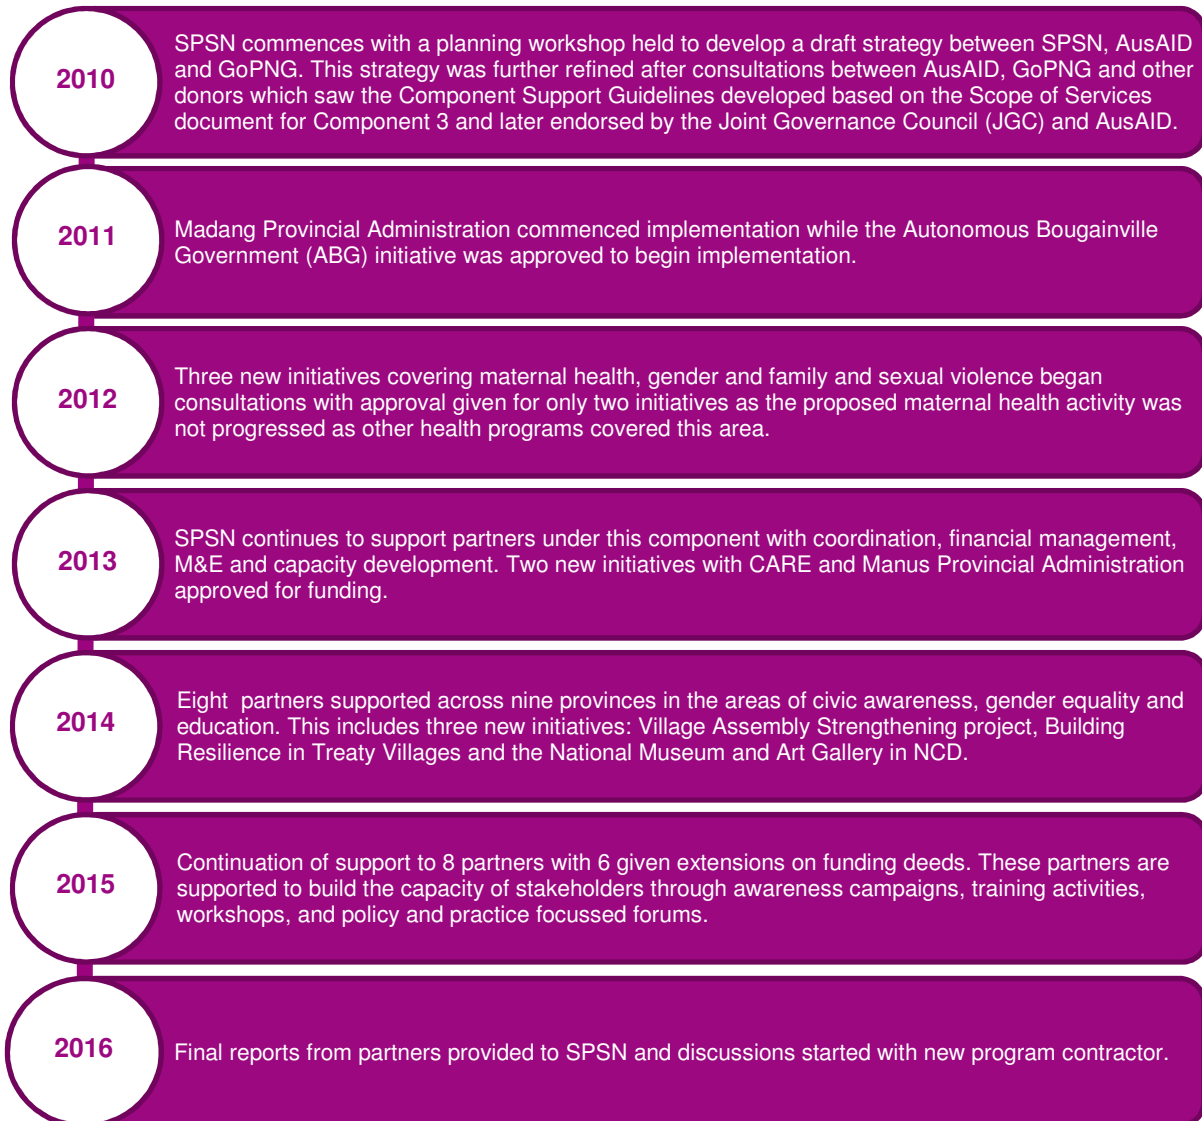 2010
SPSN commences with a planning workshop held to develop a draft strategy between SPSN, AusAID
and GoPNG. This strategy was further refined after consultations between AusAID, GoPNG and other
donors which saw the Component Support Guidelines developed based on the Scope of Services
document for Component 3 and later endorsed by the Joint Governance Council (JGC) and AusAID.
2011
Madang Provincial Administration commenced implementation while the Autonomous Bougainville
Government (ABG) initiative was approved to begin implementation.
2012
Three new initiatives covering maternal health, gender and family and sexual violence began
consultations with approval given for only two initiatives as the proposed maternal health activity was
not progressed as other health programs covered this area.
2013
SPSN continues to support partners under this component with coordination, financial management,
M&E and capacity development. Two new initiatives with CARE and Manus Provincial Administration
approved for funding.
2014
Eight partners supported across nine provinces in the areas of civic awareness, gender equality and
education. This includes three new initiatives: Village Assembly Strengthening project, Building
Resilience in Treaty Villages and the National Museum and Art Gallery in NCD.
2015
Continuation of support to 8 partners with 6 given extensions on funding deeds. These partners are
supported to build the capacity of stakeholders through awareness campaigns, training activities,
workshops, and policy and practice focussed forums.
2016
Final reports from partners provided to SPSN and discussions started with new program contractor.